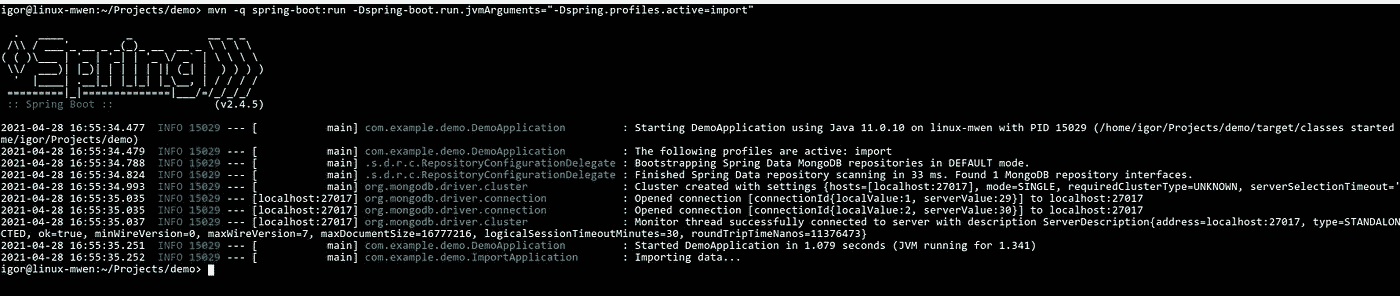 igor@linux-mwen:~/Projects/demo> mvn -q spring-boot:run -Dspring-boot.run.jvmArguments="-Dspring.profiles.active=import"
  .   ____          _            __ _ _
 /\\ / ___'_ __ _ _(_)_ __  __ _ \ \ \ \
( ( )\___ | '_ | '_| | '_ \/ _` | \ \ \ \
 \\/  ___)| |_)| | | | | || (_| |  ) ) ) )
  '  |____| .__|_| |_|_| |_\__, | / / / /
 =========|_|==============|___/=/_/_/_/
 :: Spring Boot ::                (v2.4.5)
2021-04-28 16:55:34.477  INFO 15029 --- [           main] com.example.demo.DemoApplication         : Starting DemoApplication using Java 11.0.10 on linux-mwen with PID 15029 (/home/igor/Projects/demo/target/classes started
me/igor/Projects/demo)
2021-04-28 16:55:34.479  INFO 15029 --- [           main] com.example.demo.DemoApplication         : The following profiles are active: import
2021-04-28 16:55:34.788  INFO 15029 --- [           main] .s.d.r.c.RepositoryConfigurationDelegate : Bootstrapping Spring Data MongoDB repositories in DEFAULT mode.
2021-04-28 16:55:34.824  INFO 15029 --- [           main] .s.d.r.c.RepositoryConfigurationDelegate : Finished Spring Data repository scanning in 33 ms. Found 1 MongoDB repository interfaces.
2021-04-28 16:55:34.993  INFO 15029 --- [           main] org.mongodb.driver.cluster               : Cluster created with settings {hosts=[localhost:27017], mode=SINGLE, requiredClusterType=UNKNOWN, serverSelectionTimeout='
2021-04-28 16:55:35.035  INFO 15029 --- [localhost:27017] org.mongodb.driver.connection            : Opened connection [connectionId{localValue:1, serverValue:29}] to localhost:27017
2021-04-28 16:55:35.035  INFO 15029 --- [localhost:27017] org.mongodb.driver.connection            : Opened connection [connectionId{localValue:2, serverValue:30}] to localhost:27017
2021-04-28 16:55:35.037  INFO 15029 --- [localhost:27017] org.mongodb.driver.cluster               : Monitor thread successfully connected to server with description ServerDescription{address=localhost:27017, type=STANDALON
CTED, ok=true, minWireVersion=0, maxWireVersion=7, maxDocumentSize=16777216, logicalSessionTimeoutMinutes=30, roundTripTimeNanos=11376473}
2021-04-28 16:55:35.251  INFO 15029 --- [           main] com.example.demo.DemoApplication         : Started DemoApplication in 1.079 seconds (JVM running for 1.341)
2021-04-28 16:55:35.252  INFO 15029 --- [           main] com.example.demo.ImportApplication       : Importing data...
igor@linux-mwen:~/Projects/demo>